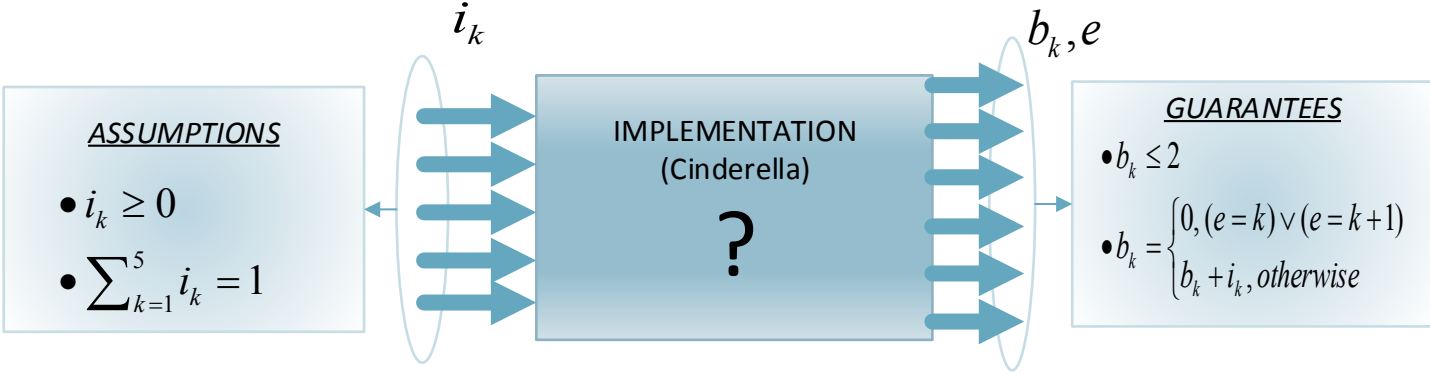 i_k
b_k, e
ASSUMPTIONS
• i_k ≥ 0
• ∑_{k=1}^{5} i_k = 1
IMPLEMENTATION
(Cinderella)
?
GUARANTEES
• b_k ≤ 2
• b_k = { 0, (e = k) ∨ (e = k + 1)
b_k + i_k, otherwise